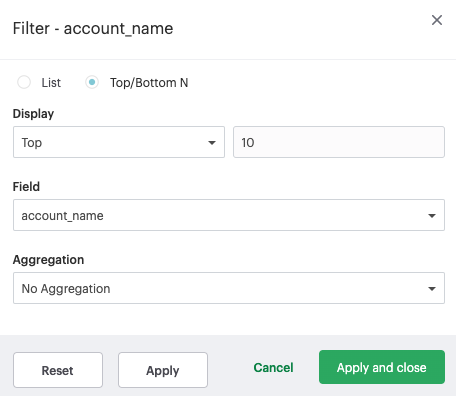 Filter - account_name
List Top/Bottom N
Display
Top 10
Field
account_name
Aggregation
No Aggregation
Reset Apply Cancel Apply and close